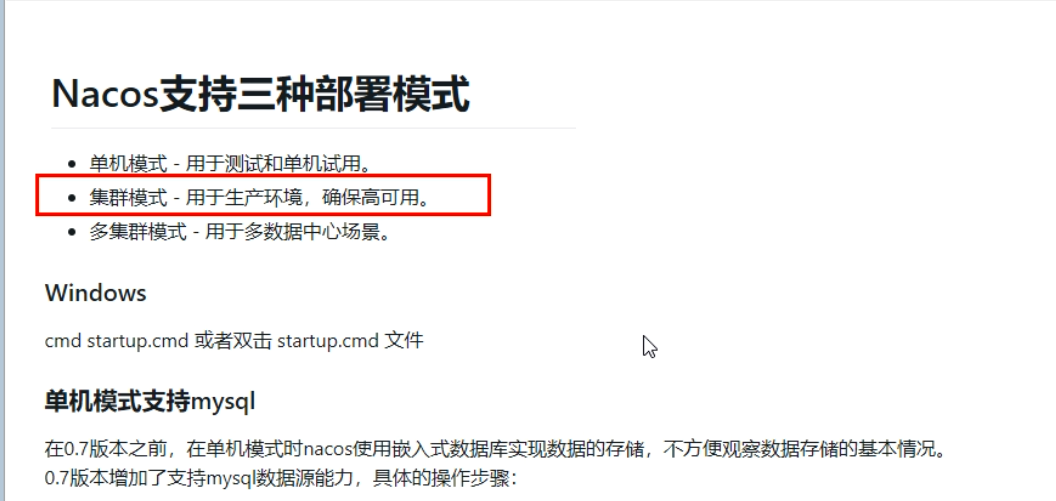 Nacos支持三种部署模式
单机模式 - 用于测试和单机试用。
集群模式 - 用于生产环境，确保高可用。
多集群模式 - 用于多数据中心场景。
Windows
cmd startup.cmd 或者双击 startup.cmd 文件
单机模式支持mysql
在0.7版本之前，在单机模式时nacos使用嵌入式数据库实现数据的存储，不方便观察数据存储的基本情况。
0.7版本增加了支持mysql数据源能力，具体的操作步骤：